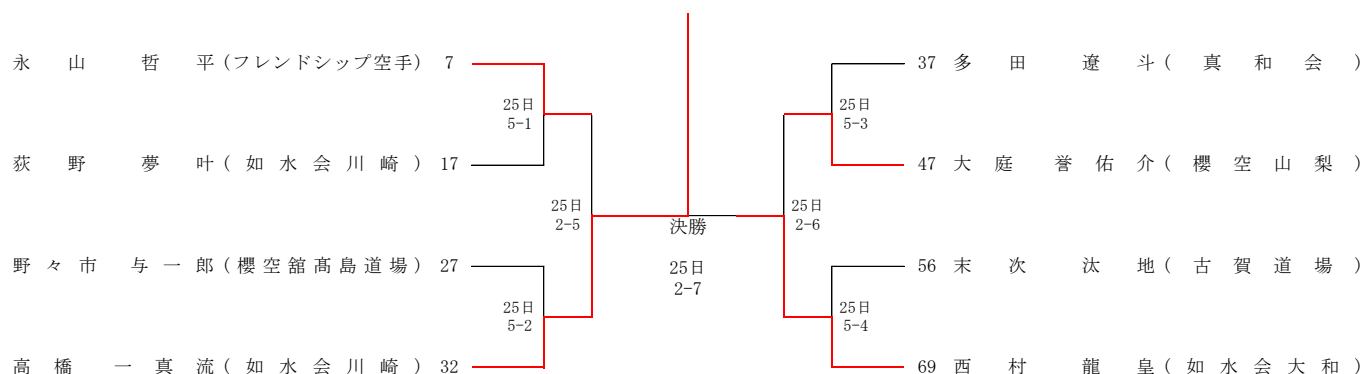 永山 哲平(フレンドシップ空手) 7
25日
5-1
荻野 夢叶(如水会川崎) 17
25日
2-5
野々市 与一郎(櫻空舘髙島道場) 27
25日
5-2
高橋 一真流(如水会川崎) 32
決勝
25日
2-7
37 多田 遼斗(真和会)
25日
5-3
47 大庭 誉佑介(櫻空山梨)
25日
2-6
56 末次 汰地(古賀道場)
25日
5-4
69 西村 龍皇(如水会大和)